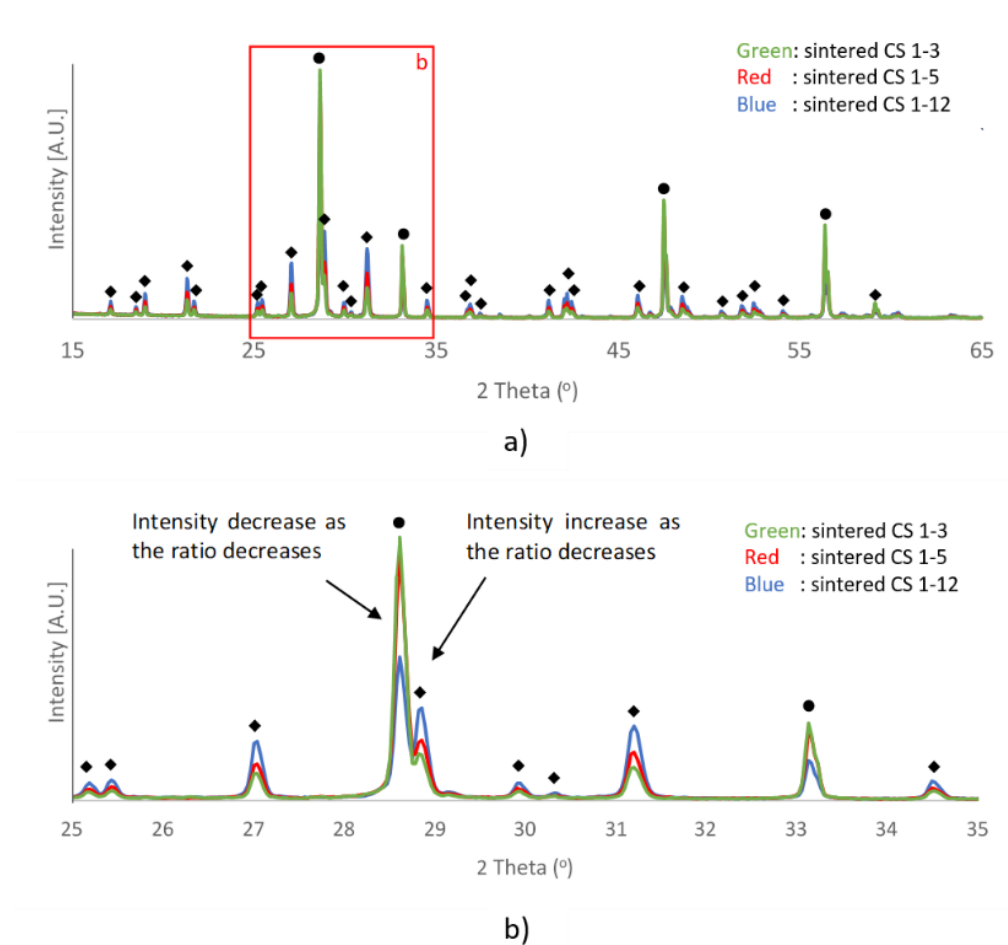 b
Green: sintered CS 1-3
Red : sintered CS 1-5
Blue : sintered CS 1-12
Intensity [A.U.]
15 25 35 45 55 65
2 Theta (º)
a)
Intensity decrease as
the ratio decreases
Intensity increase as
the ratio decreases
Green: sintered CS 1-3
Red : sintered CS 1-5
Blue : sintered CS 1-12
Intensity [A.U.]
25 26 27 28 29 30 31 32 33 34 35
2 Theta (º)
b)